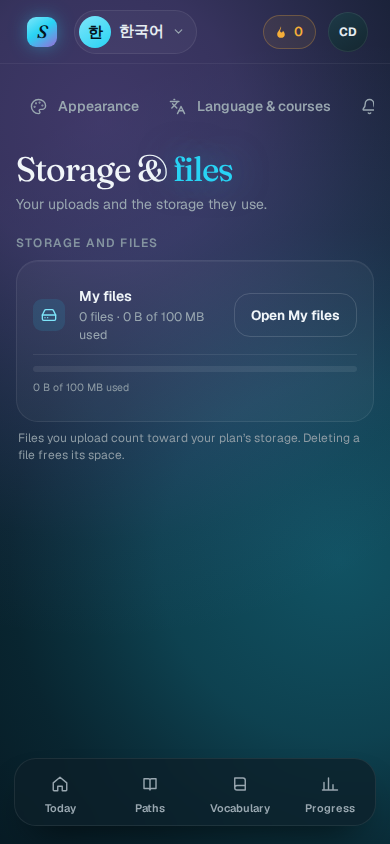 S
한
한국어
0
CD
Appearance
Language & courses
Storage & files
Your uploads and the storage they use.
STORAGE AND FILES
My files
0 files · 0 B of 100 MB
used
Open My files
0 B of 100 MB used
Files you upload count toward your plan's storage. Deleting a
file frees its space.
Today
Paths
Vocabulary
Progress